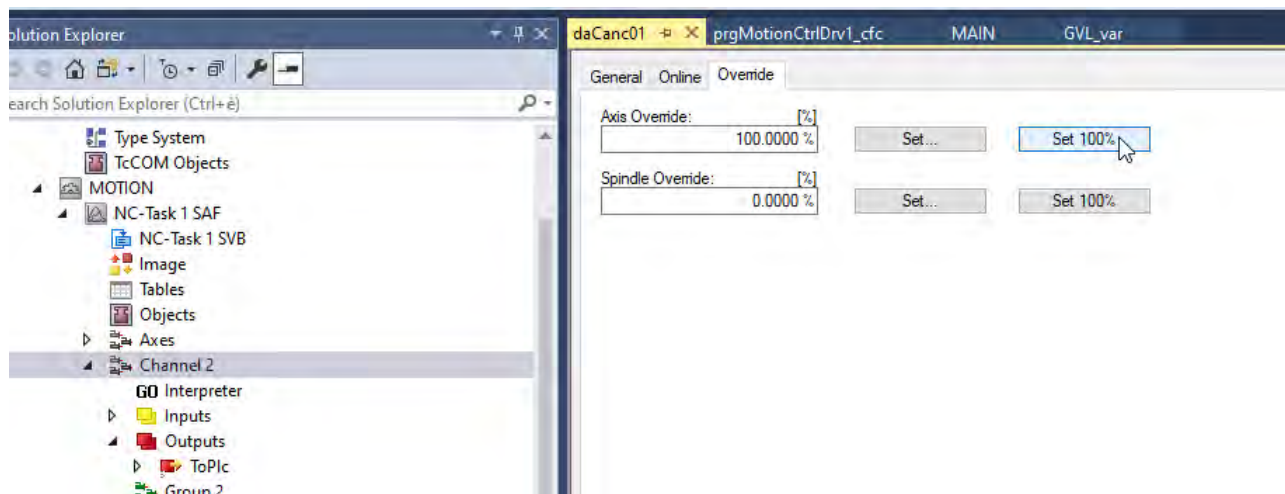 olution Explorer
earch Solution Explorer (Ctrl+è)
Type System
TcCOM Objects
MOTION
NC-Task 1 SAF
NC-Task 1 SVB
Image
Tables
Objects
Axes
Channel 2
GO Interpreter
Inputs
Outputs
ToPlc
Group 2
daCanc01 prgMotionCtrlDrv1_cfc MAIN GVL_var
General Online Override
Axis Override: [%]
100.0000 % Set... Set 100%
Spindle Override: [%]
0.0000 % Set... Set 100%